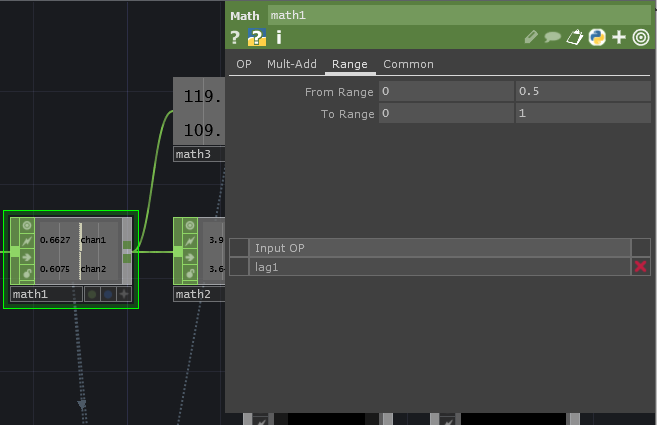 Math math1
OP Mult-Add Range Common
From Range 0 0.5
To Range 0 1
119.
109.
math3
0.6627 chan1
0.6075 chan2
math1
3.9
3.6
math2
Input OP
lag1